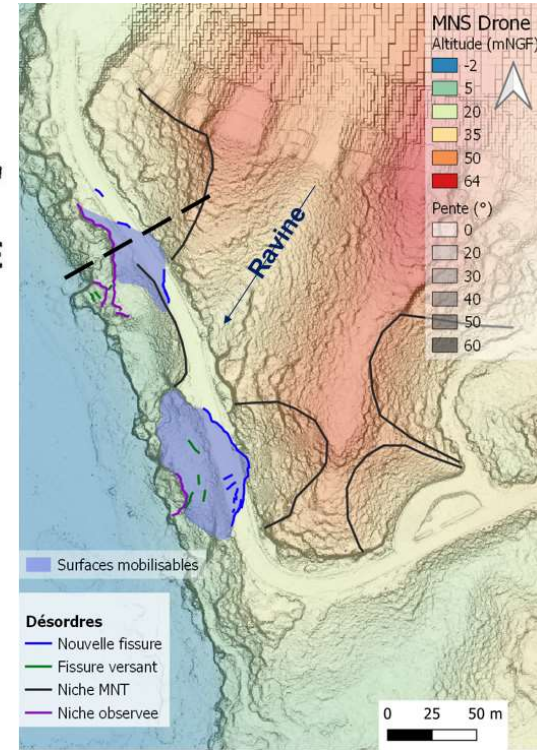 MNS Drone
Altitude (mNGF)
-2
5
20
35
50
64
Pente (°)
0
20
30
40
50
60
Ravine
Surfaces mobilisables
Désordres
Nouvelle fissure
Fissure versant
Niche MNT
Niche observee
0 25 50 m